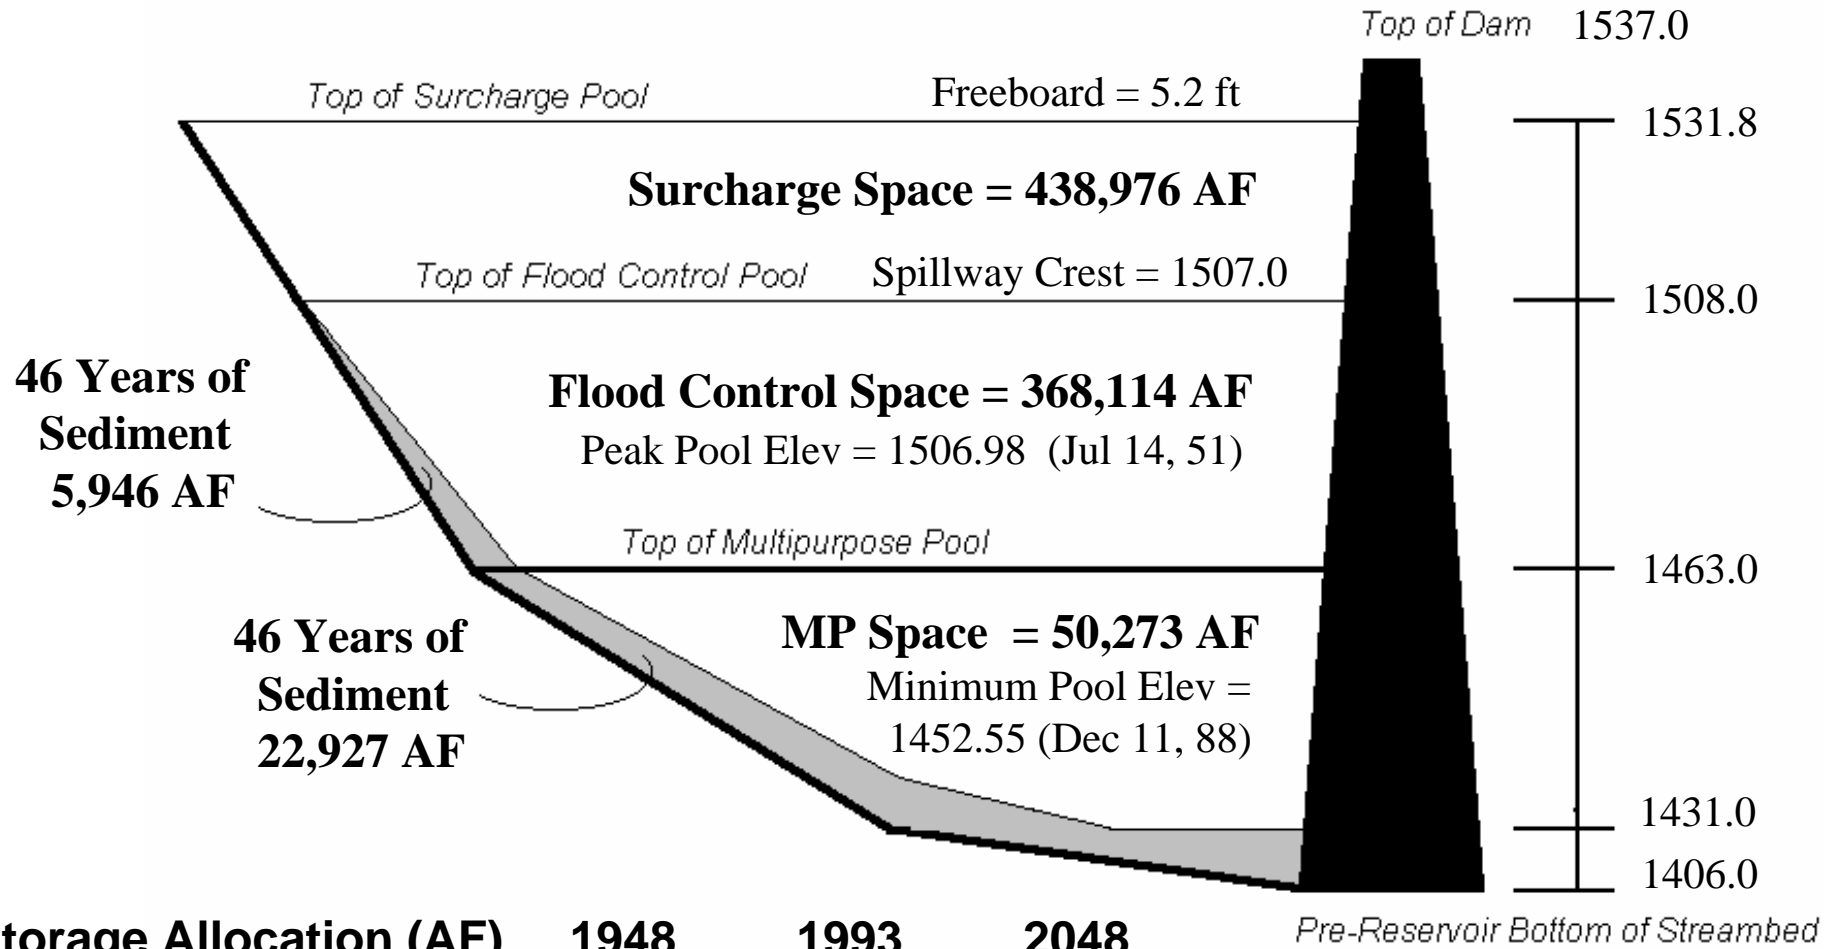 Top of Dam 1537.0
Top of Surcharge Pool Freeboard = 5.2 ft
1531.8
Surcharge Space = 438,976 AF
Top of Flood Control Pool Spillway Crest = 1507.0
1508.0
46 Years of
Sediment
5,946 AF
Flood Control Space = 368,114 AF
Peak Pool Elev = 1506.98 (Jul 14, 51)
Top of Multipurpose Pool
1463.0
46 Years of
Sediment
22,927 AF
MP Space = 50,273 AF
Minimum Pool Elev =
1452.55 (Dec 11, 88)
1431.0
1406.0
Pre-Reservoir Bottom of Streambed
torage Allocation (AF) 1948 1993 2048